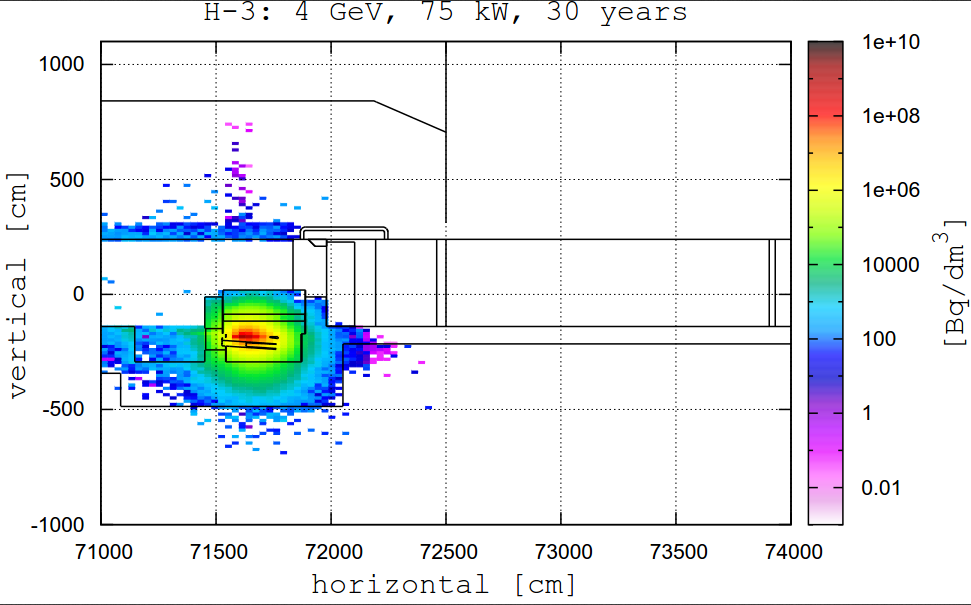 H-3: 4 GeV, 75 kW, 30 years
1000
500
0
-500
-1000
vertical [cm]
71000 71500 72000 72500 73000 73500 74000
horizontal [cm]
1e+10
1e+08
1e+06
10000
100
1
0.01
[Bq/dm³]